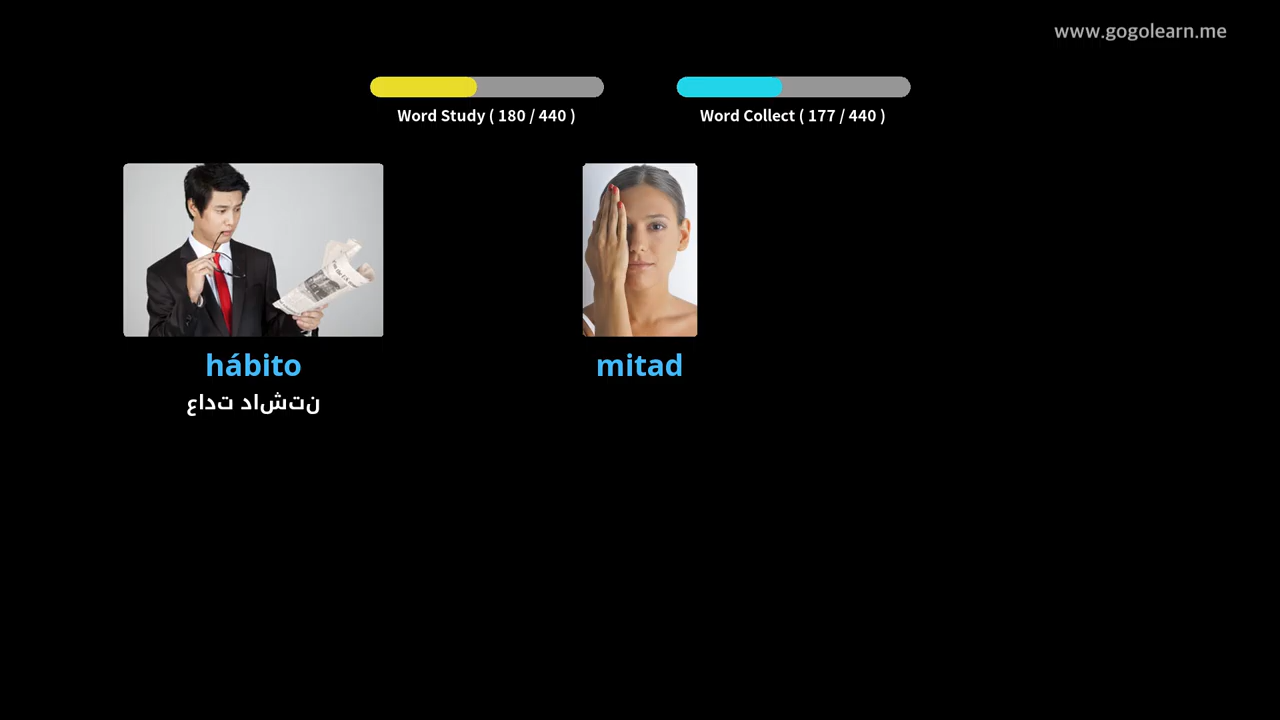 www.gogolearn.me
Word Study ( 180 / 440 )
Word Collect ( 177 / 440 )
hábito
mitad
عادت داشتن